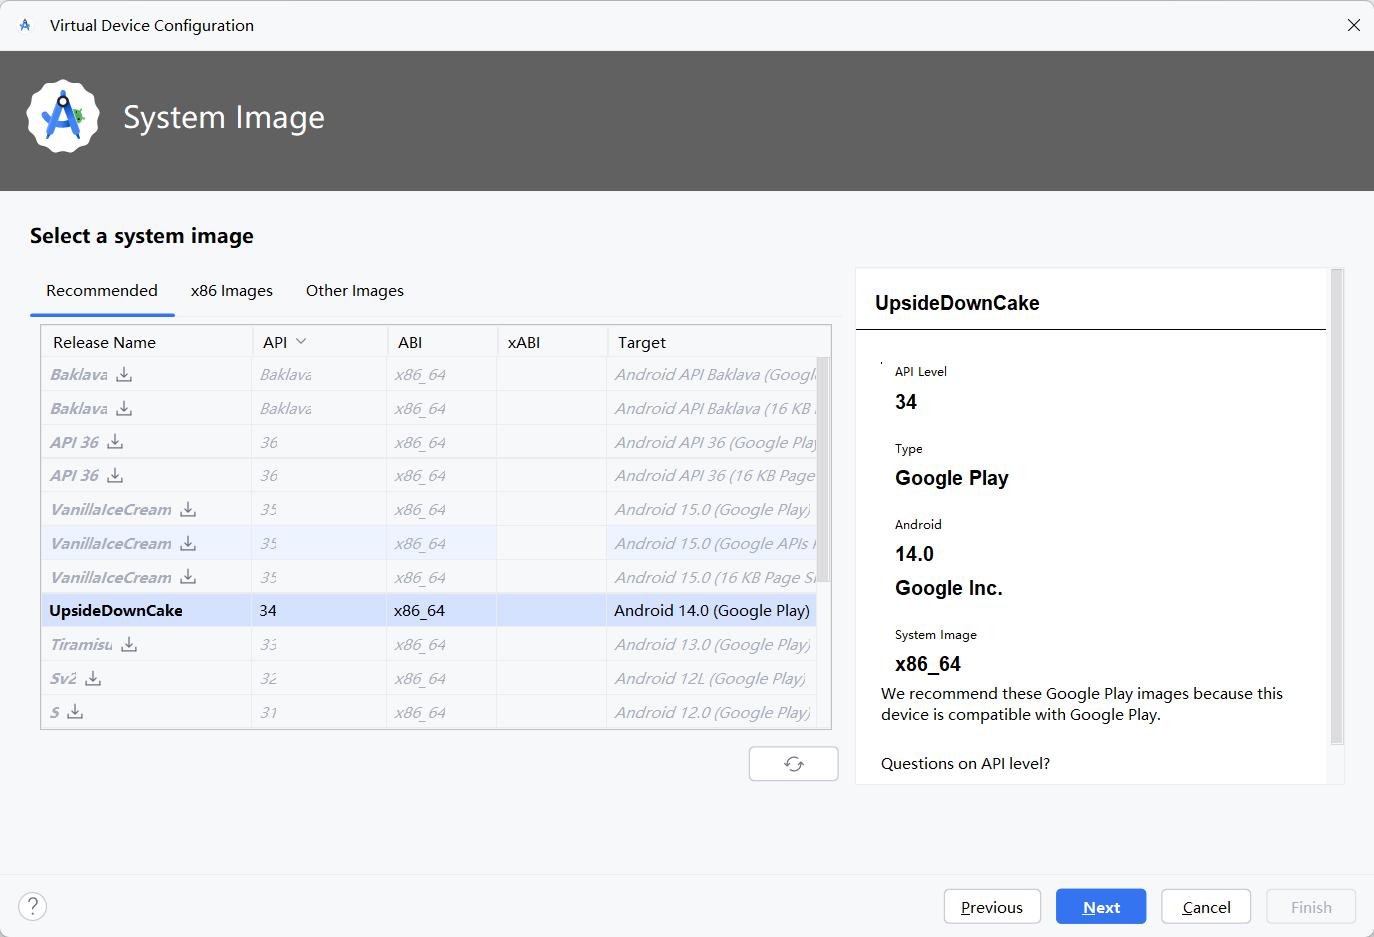 Virtual Device Configuration
System Image
Select a system image
Recommended x86 Images Other Images
Release Name API ABI xABI Target
Baklava Baklava x86_64 Android API Baklava (Googl
Baklava Baklava x86_64 Android API Baklava (16 KB
API 36 36 x86_64 Android API 36 (Google Play
API 36 36 x86_64 Android API 36 (16 KB Page
VanillaIceCream 35 x86_64 Android 15.0 (Google Play)
VanillaIceCream 35 x86_64 Android 15.0 (Google APIs
VanillaIceCream 35 x86_64 Android 15.0 (16 KB Page Si
UpsideDownCake 34 x86_64 Android 14.0 (Google Play)
Tiramisu 33 x86_64 Android 13.0 (Google Play)
Sv2 32 x86_64 Android 12L (Google Play)
S 31 x86_64 Android 12.0 (Google Play)
UpsideDownCake
API Level
34
Type
Google Play
Android
14.0
Google Inc.
System Image
x86_64
We recommend these Google Play images because this
device is compatible with Google Play.
Questions on API level?
? Previous Next Cancel Finish